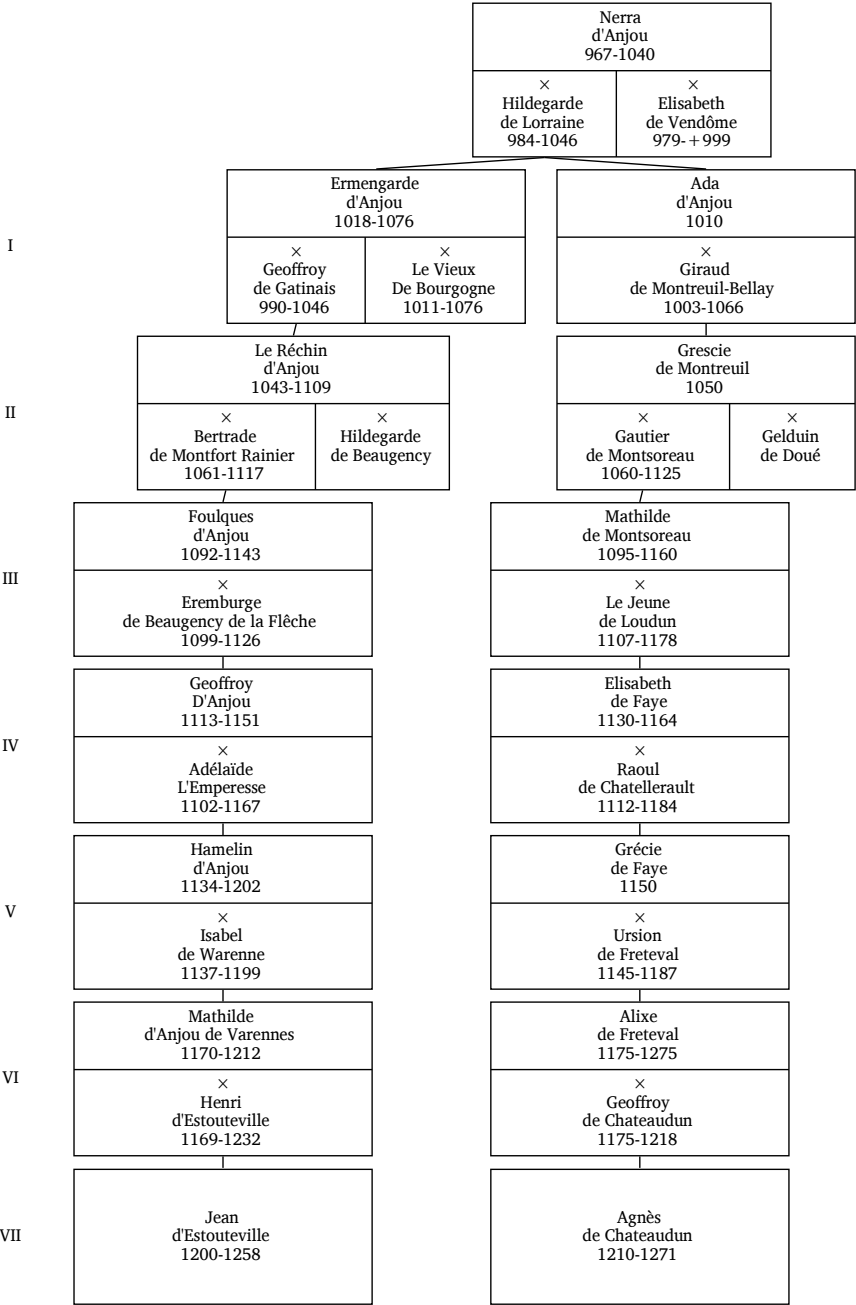 Nerra
d'Anjou
967-1040
×
Hildegarde
de Lorraine
984-1046
×
Elisabeth
de Vendôme
979-+999
I
Ermengarde
d'Anjou
1018-1076
×
Geoffroy
de Gatinais
990-1046
×
Le Vieux
De Bourgogne
1011-1076
Ada
d'Anjou
1010
×
Giraud
de Montreuil-Bellay
1003-1066
II
Le Réchin
d'Anjou
1043-1109
×
Bertrade
de Montfort Rainier
1061-1117
×
Hildegarde
de Beaugency
Grescie
de Montreuil
1050
×
Gautier
de Montsoreau
1060-1125
×
Gelduin
de Doué
III
Foulques
d'Anjou
1092-1143
×
Eremburge
de Beaugency de la Flêche
1099-1126
Mathilde
de Montsoreau
1095-1160
×
Le Jeune
de Loudun
1107-1178
IV
Geoffroy
D'Anjou
1113-1151
×
Adélaïde
L'Emperesse
1102-1167
Elisabeth
de Faye
1130-1164
×
Raoul
de Chatellerault
1112-1184
V
Hamelin
d'Anjou
1134-1202
×
Isabel
de Warenne
1137-1199
Grécie
de Faye
1150
×
Ursion
de Freteval
1145-1187
VI
Mathilde
d'Anjou de Varennes
1170-1212
×
Henri
d'Estouteville
1169-1232
Alixe
de Freteval
1175-1275
×
Geoffroy
de Chateaudun
1175-1218
VII
Jean
d'Estouteville
1200-1258
Agnès
de Chateaudun
1210-1271